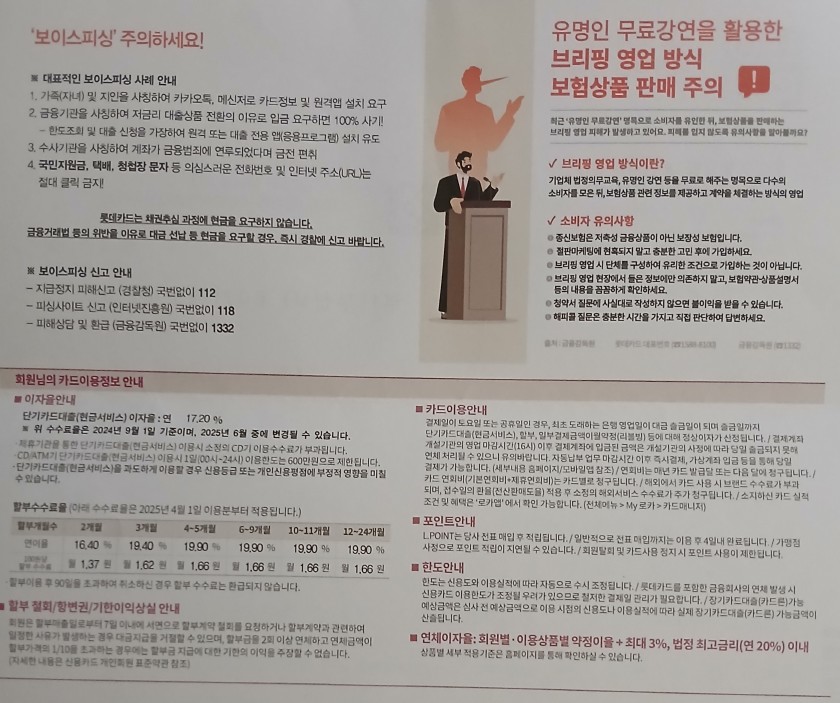 '보이스피싱' 주의하세요!
■ 대표적인 보이스피싱 사례 안내
1. 가족(자녀) 및 지인을 사칭하여 카카오톡, 메신저로 카드정보 및 원격앱 설치 요구
2. 금융기관을 사칭하여 저금리 대출상품 전환의 이유로 입금 요구하면 100% 사기!
– 한도조회 및 대출 신청을 가장하여 원격 또는 대출 전용 앱(응용프로그램) 설치 유도
3. 수사기관을 사칭하여 계좌가 금융범죄에 연루되었다며 금전 편취
4. 국민지원금, 택배, 청첩장 문자 등 의심스러운 전화번호 및 인터넷 주소(URL)는
절대 클릭 금지!
롯데카드는 채권추심 과정에 현금을 요구하지 않습니다.
금융거래법 등의 위반을 이유로 대금 선납 등 현금을 요구할 경우, 즉시 경찰에 신고 바랍니다.
■ 보이스피싱 신고 안내
– 지급정지 피해신고 (경찰청) 국번없이 112
– 피싱사이트 신고 (인터넷진흥원) 국번없이 118
– 피해상담 및 환급 (금융감독원) 국번없이 1332
유명인 무료강연을 활용한
브리핑 영업 방식
보험상품 판매 주의
최근 '유명인 무료강연' 명목으로 소비자를 유인한 뒤, 보험상품을 판매하는
브리핑 영업 피해가 발생하고 있어요. 피해를 입지 않도록 유의사항을 알아볼까요?
✓ 브리핑 영업 방식이란?
기업체 법정의무교육, 유명인 강연 등을 무료로 해주는 명목으로 다수의
소비자를 모은 뒤, 보험상품 관련 정보를 제공하고 계약을 체결하는 방식의 영업
✓ 소비자 유의사항
종신보험은 저축성 금융상품이 아닌 보장성 보험입니다.
절판마케팅에 현혹되지 말고 충분한 고민 후에 가입하세요.
브리핑 영업 시 단체를 구성하여 유리한 조건으로 가입하는 것이 아닙니다.
브리핑 영업 현장에서 들은 정보에만 의존하지 말고, 보험약관·상품설명서
등의 내용을 꼼꼼하게 확인하세요.
청약서 질문에 사실대로 작성하지 않으면 불이익을 받을 수 있습니다.
해피콜 질문은 충분한 시간을 가지고 직접 판단하여 답변하세요.
출처 : 금융감독원 롯데카드 대표번호 금융감독원 (☎1332)
회원님의 카드이용정보 안내
■ 이자율안내
단기카드대출(현금서비스) 이자율 : 연 17.20 %
※ 위 수수료율은 2024년 9월 1일 기준이며, 2025년 6월 중에 변경될 수 있습니다.
· 제휴기관을 통한 단기카드대출(현금서비스) 이용시 소정의 CD기 이용수수료가 부과됩니다.
· CD/ATM기 단기카드대출(현금서비스) 이용시 1일(00시~24시) 이용한도는 600만원으로 제한됩니다.
· 단기카드대출(현금서비스)을 과도하게 이용할 경우 신용등급 또는 개인신용평점에 부정적 영향을 미칠
수 있습니다.
할부수수료율 (아래 수수료율은 2025년 4월 1일 이용분부터 적용됩니다.)
할부개월수 2개월 3개월 4~5개월 6~9개월 10~11개월 12~24개월
연이율 16.40 % 19.40 % 19.90 % 19.90 % 19.90 % 19.90 %
100원당
할부 수수료 월 1.37 원 월 1.62 원 월 1.66 원 월 1.66 원 월 1.66 원 월 1.66 원
· 할부이용 후 90일을 초과하여 취소하신 경우 할부 수수료는 환급되지 않습니다.
■ 할부 철회/항변권/기한이익상실 안내
회원은 할부매출일로부터 7일 이내에 서면으로 할부계약 철회를 요청하거나 할부계약과 관련하여
일정한 사유가 발생하는 경우 대금지급을 거절할 수 있으며, 할부금을 2회 이상 연체하고 연체금액이
할부가격의 1/10을 초과하는 경우에는 할부금 지급에 대한 기한의 이익을 주장할 수 없습니다.
(자세한 내용은 신용카드 개인회원 표준약관 참조)
■ 카드이용안내
결제일이 토요일 또는 공휴일인 경우, 최초 도래하는 은행 영업일이 대금 출금일이 되며 출금일까지
단기카드대출(현금서비스), 할부, 일부결제금액이월약정(리볼빙) 등에 대해 정상이자가 산정됩니다. / 결제계좌
개설기관의 영업 마감시간(16시) 이후 결제계좌에 입금된 금액은 개설기관의 사정에 따라 당일 출금되지 못해
연체 처리될 수 있으니 유의바랍니다. 자동납부 업무 마감시간 이후 즉시결제, 가상계좌 입금 등을 통해 당일
결제가 가능합니다. (세부내용 홈페이지/모바일앱 참조) / 연회비는 매년 카드 발급달 또는 다음 달에 청구됩니다. /
카드 연회비(기본연회비+제휴연회비)는 카드별로 청구됩니다. / 해외에서 카드 사용 시 브랜드 수수료가 부과
되며, 접수일의 환율(전신환매도율) 적용 후 소정의 해외서비스 수수료가 추가 청구됩니다. / 소지하신 카드 실적
조건 및 혜택은 '로카앱'에서 확인 가능합니다. (전체메뉴 > My 로카 > 카드매니저)
■ 포인트안내
L.POINT는 당사 전표 매입 후 적립됩니다. / 일반적으로 전표 매입까지는 이용 후 4일내 완료됩니다. / 가맹점
사정으로 포인트 적립이 지연될 수 있습니다. / 회원탈회 및 카드사용 정지 시 포인트 사용이 제한됩니다.
■ 한도안내
한도는 신용도와 이용실적에 따라 자동으로 수시 조정됩니다. / 롯데카드를 포함한 금융회사의 연체 발생 시
신용카드 이용한도가 조정될 우려가 있으므로 철저한 결제일 관리가 필요합니다. / 장기카드대출(카드론)가능
예상금액은 심사 전 예상금액으로 이용 시점의 신용도나 이용실적에 따라 실제 장기카드대출(카드론) 가능금액이
산출됩니다.
■ 연체이자율: 회원별·이용상품별 약정이율 + 최대 3%, 법정 최고금리(연 20%) 이내
상품별 세부 적용기준은 홈페이지를 통해 확인하실 수 있습니다.